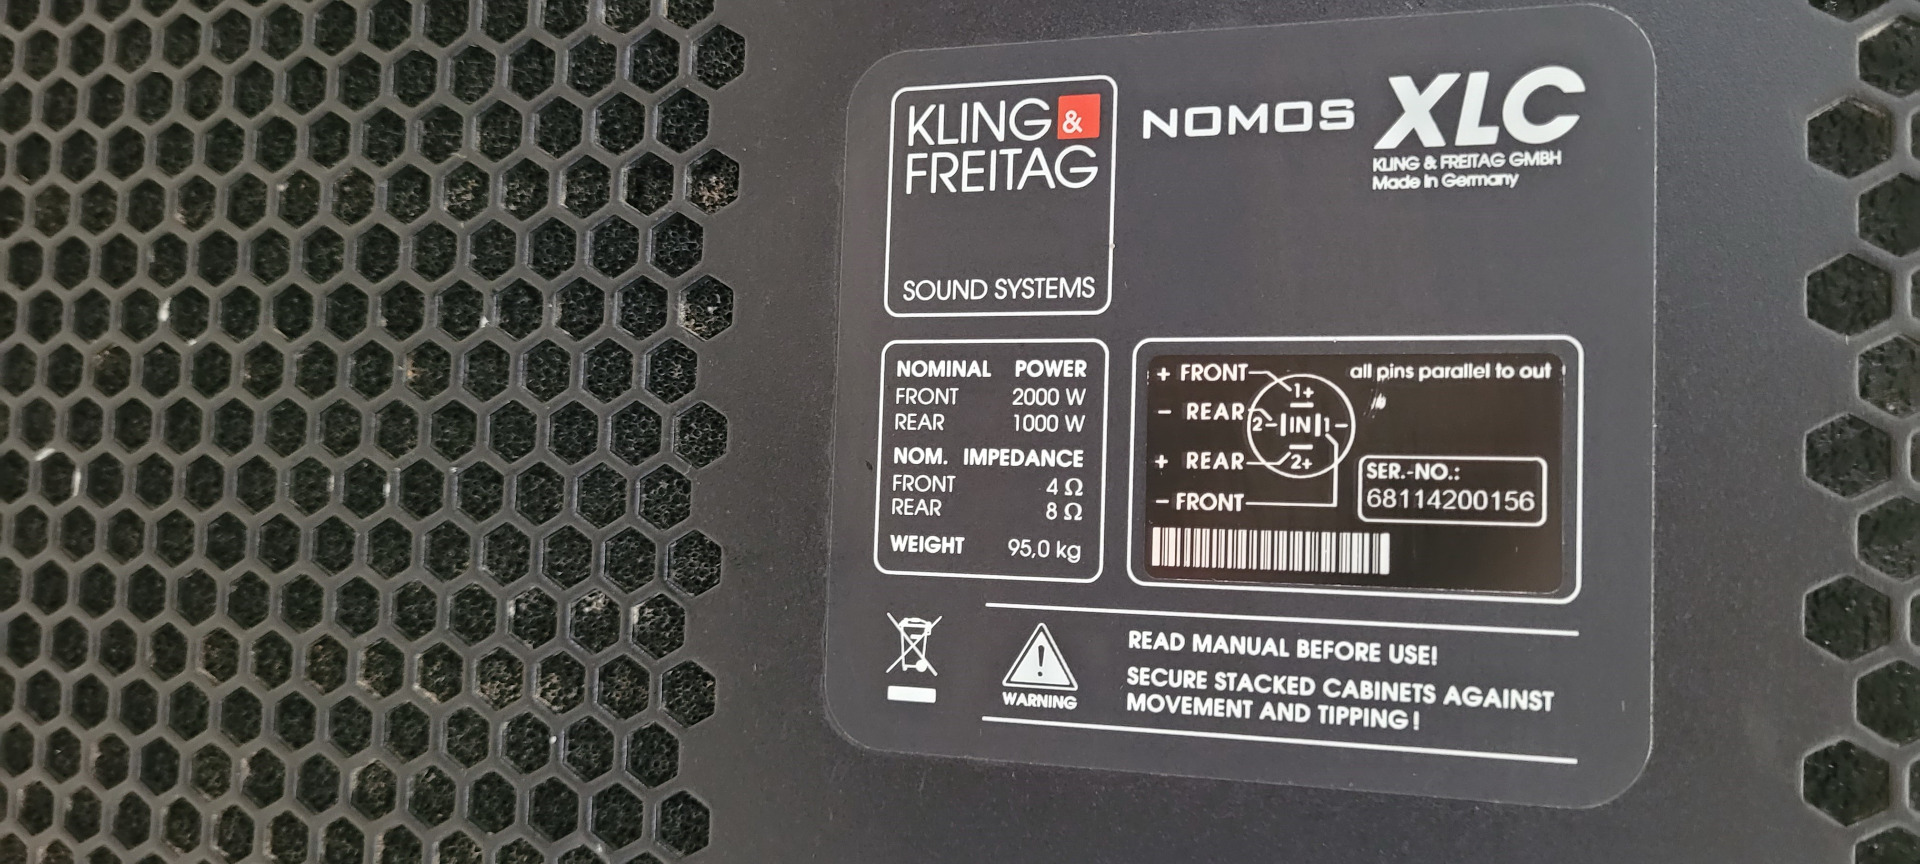 KLING &
FREITAG
SOUND SYSTEMS
NOMOS XLC
KLING & FREITAG GMBH
Made in Germany
NOMINAL POWER
FRONT 2000 W
REAR 1000 W
NOM. IMPEDANCE
FRONT 4 Ω
REAR 8 Ω
WEIGHT 95,0 kg
+ FRONT
- REAR
+ REAR
- FRONT
1+
2- IN 1-
2+
all pins parallel to out
SER.-NO.:
68114200156
WARNING
READ MANUAL BEFORE USE!
SECURE STACKED CABINETS AGAINST
MOVEMENT AND TIPPING!